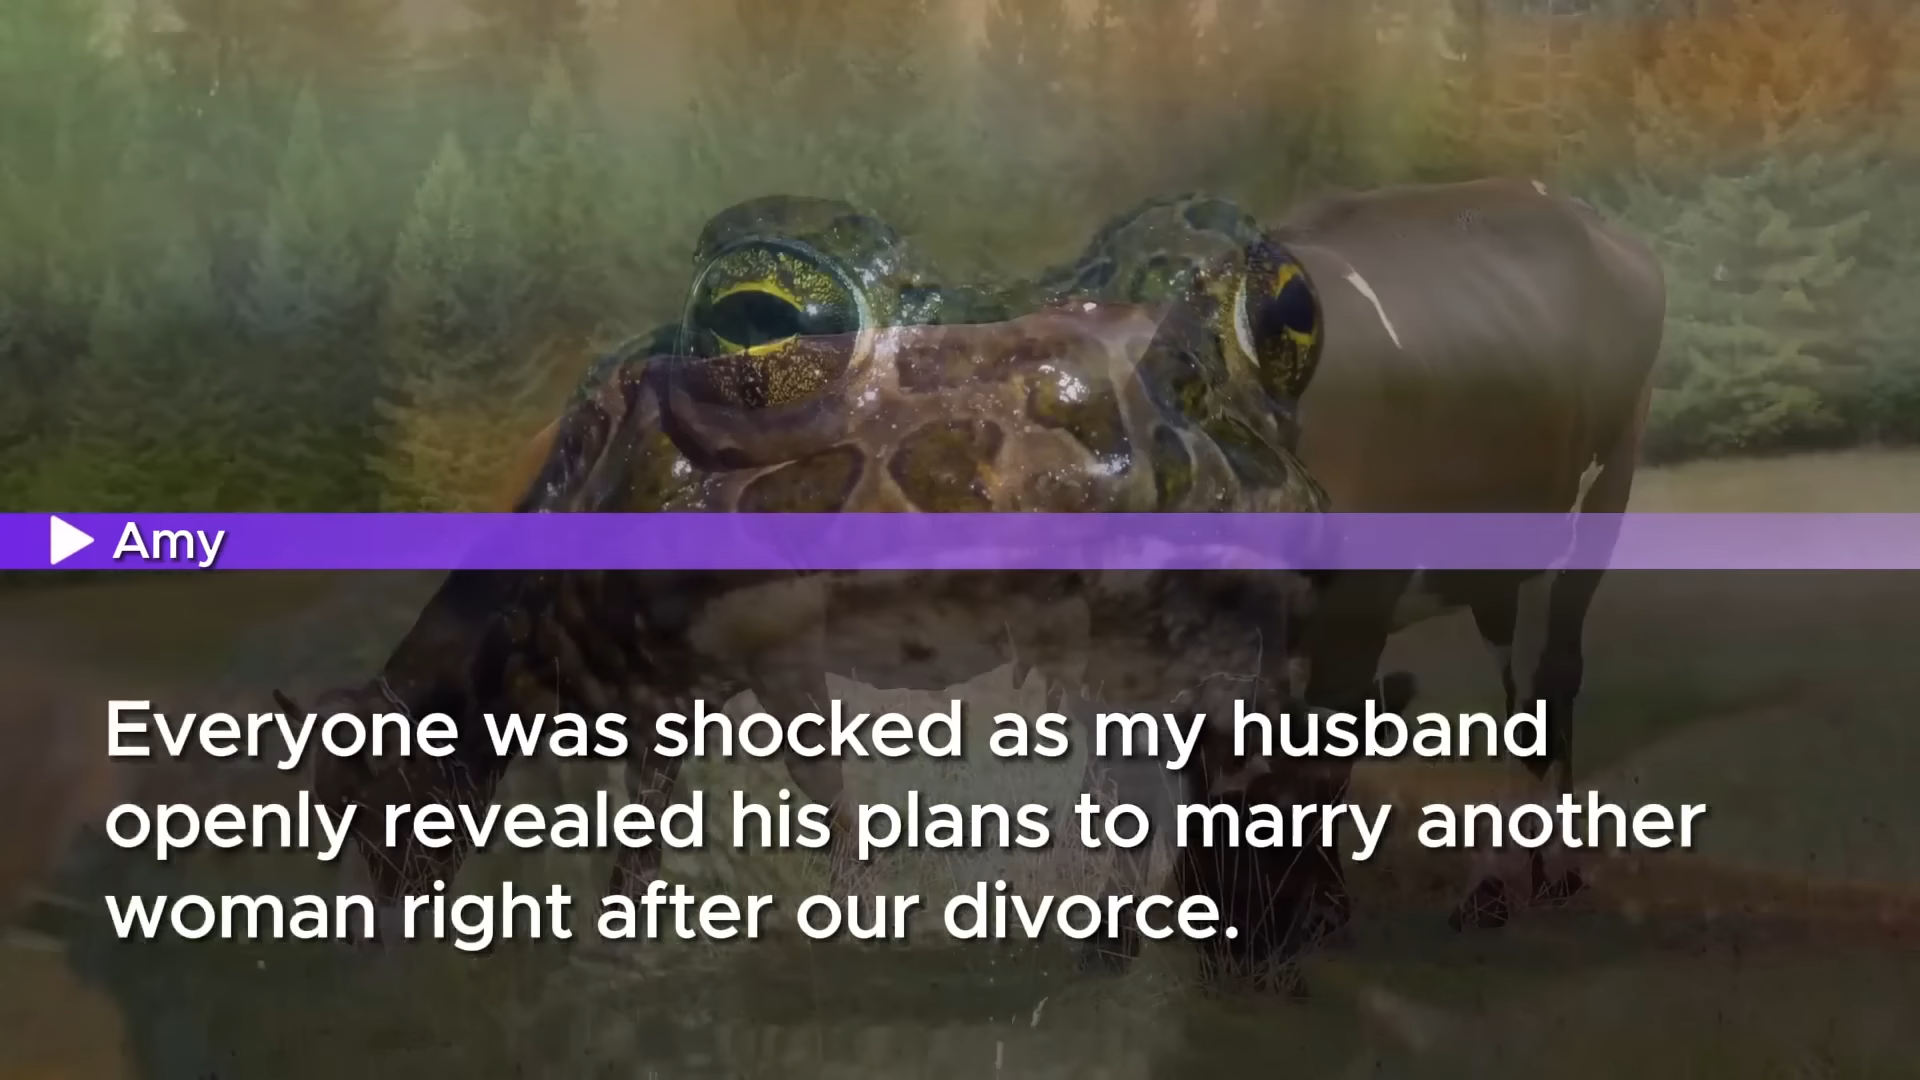 Amy
Everyone was shocked as my husband
openly revealed his plans to marry another
woman right after our divorce.